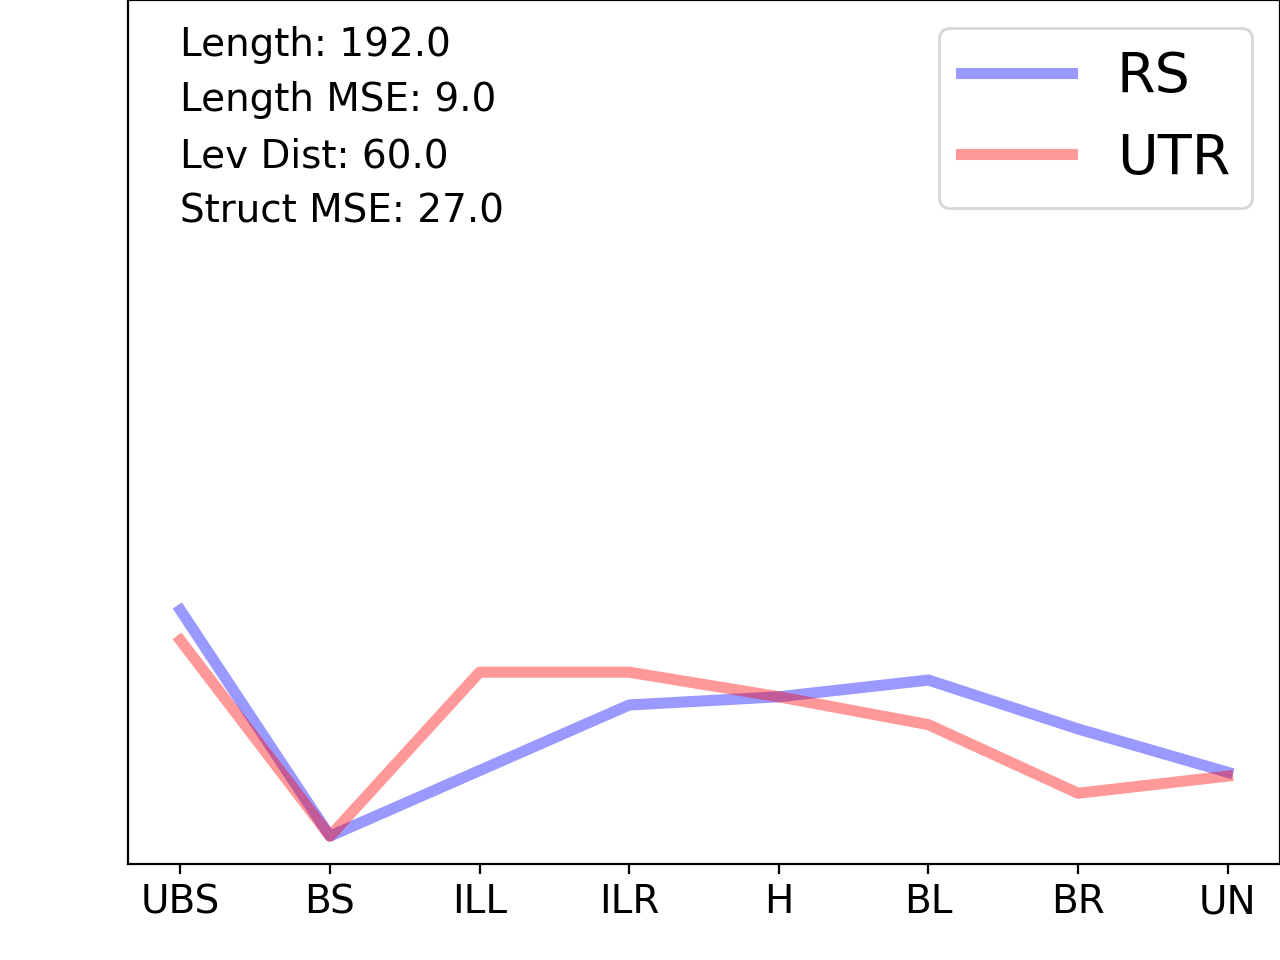 Length: 192.0
Length MSE: 9.0
Lev Dist: 60.0
Struct MSE: 27.0
RS
UTR
UBS BS ILL ILR H BL BR UN